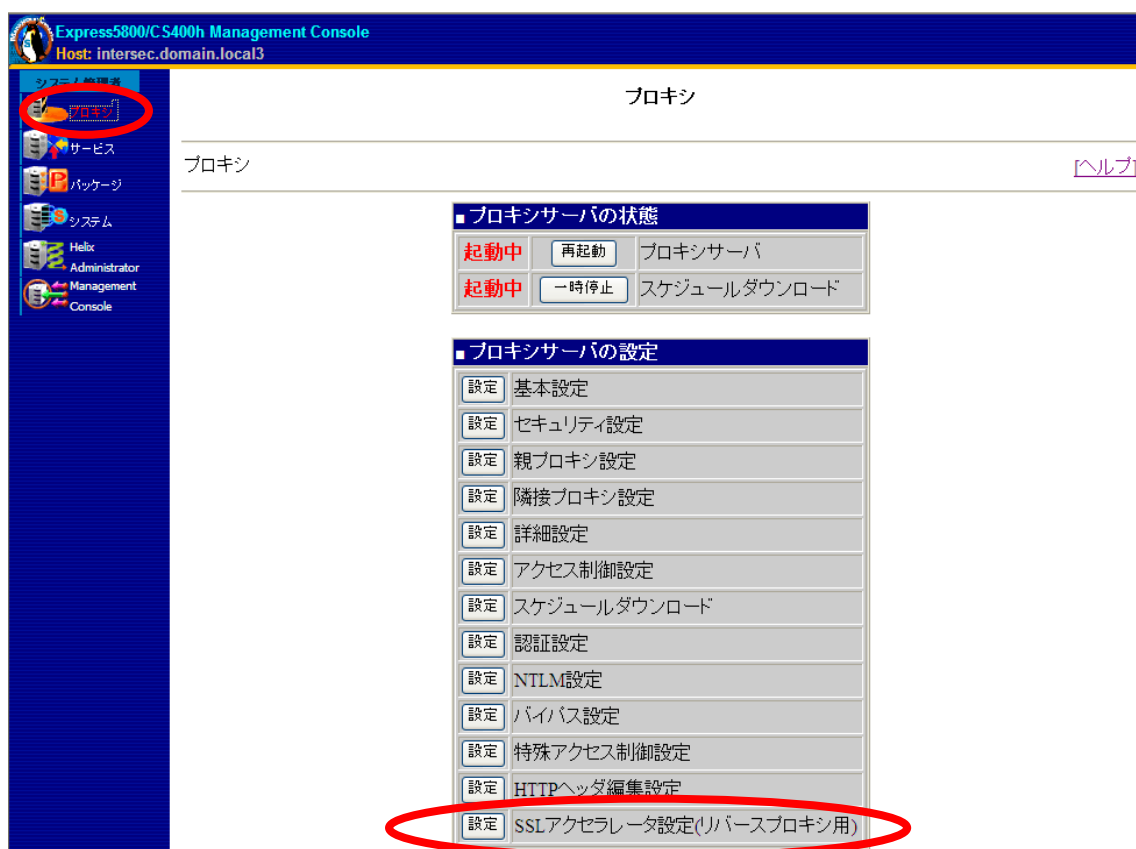 Express5800/CS400h Management Console
Host: intersec.domain.local3
システム管理者
プロキシ
サービス
パッケージ
システム
Helix
Administrator
Management
Console
プロキシ
プロキシ
[ヘルプ]
■プロキシサーバの状態
起動中 再起動 プロキシサーバ
起動中 一時停止 スケジュールダウンロード
■プロキシサーバの設定
設定 基本設定
設定 セキュリティ設定
設定 親プロキシ設定
設定 隣接プロキシ設定
設定 詳細設定
設定 アクセス制御設定
設定 スケジュールダウンロード
設定 認証設定
設定 NTLM設定
設定 バイパス設定
設定 特殊アクセス制御設定
設定 HTTPヘッダ編集設定
設定 SSLアクセラレータ設定(リバースプロキシ用)